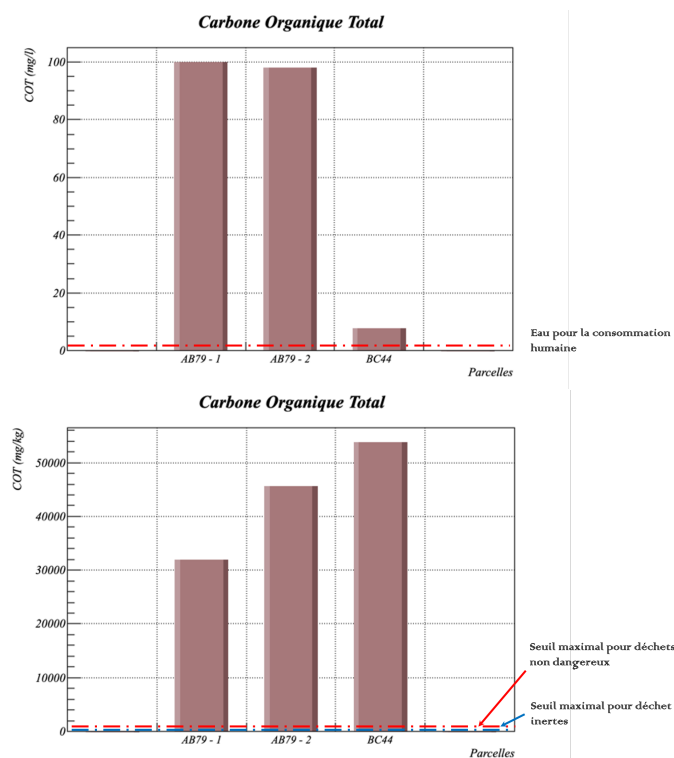 Carbone Organique Total
COT (mg/l)
100
80
60
40
20
0
AB79 - 1 AB79 - 2 BC44
Parcelles
Eau pour la consommation
humaine
Carbone Organique Total
COT (mg/kg)
50000
40000
30000
20000
10000
0
AB79 - 1 AB79 - 2 BC44
Parcelles
Seuil maximal pour déchets
non dangereux
Seuil maximal pour déchet
inertes